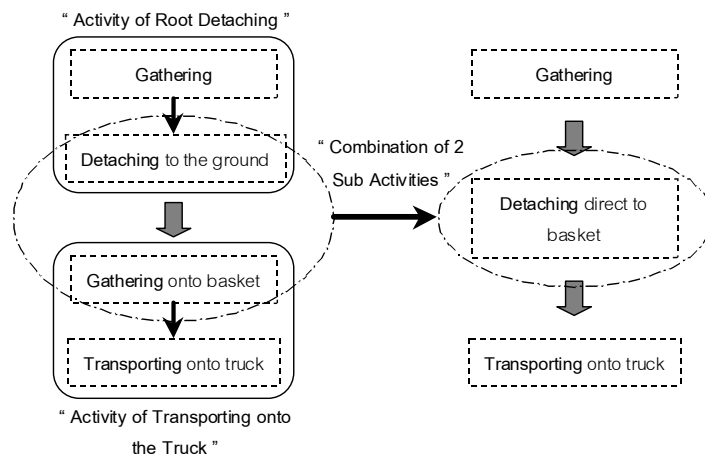 “ Activity of Root Detaching ”
Gathering
Detaching to the ground
Gathering onto basket
Transporting onto truck
“ Activity of Transporting onto
the Truck ”
“ Combination of 2
Sub Activities ”
Gathering
Detaching direct to
basket
Transporting onto truck